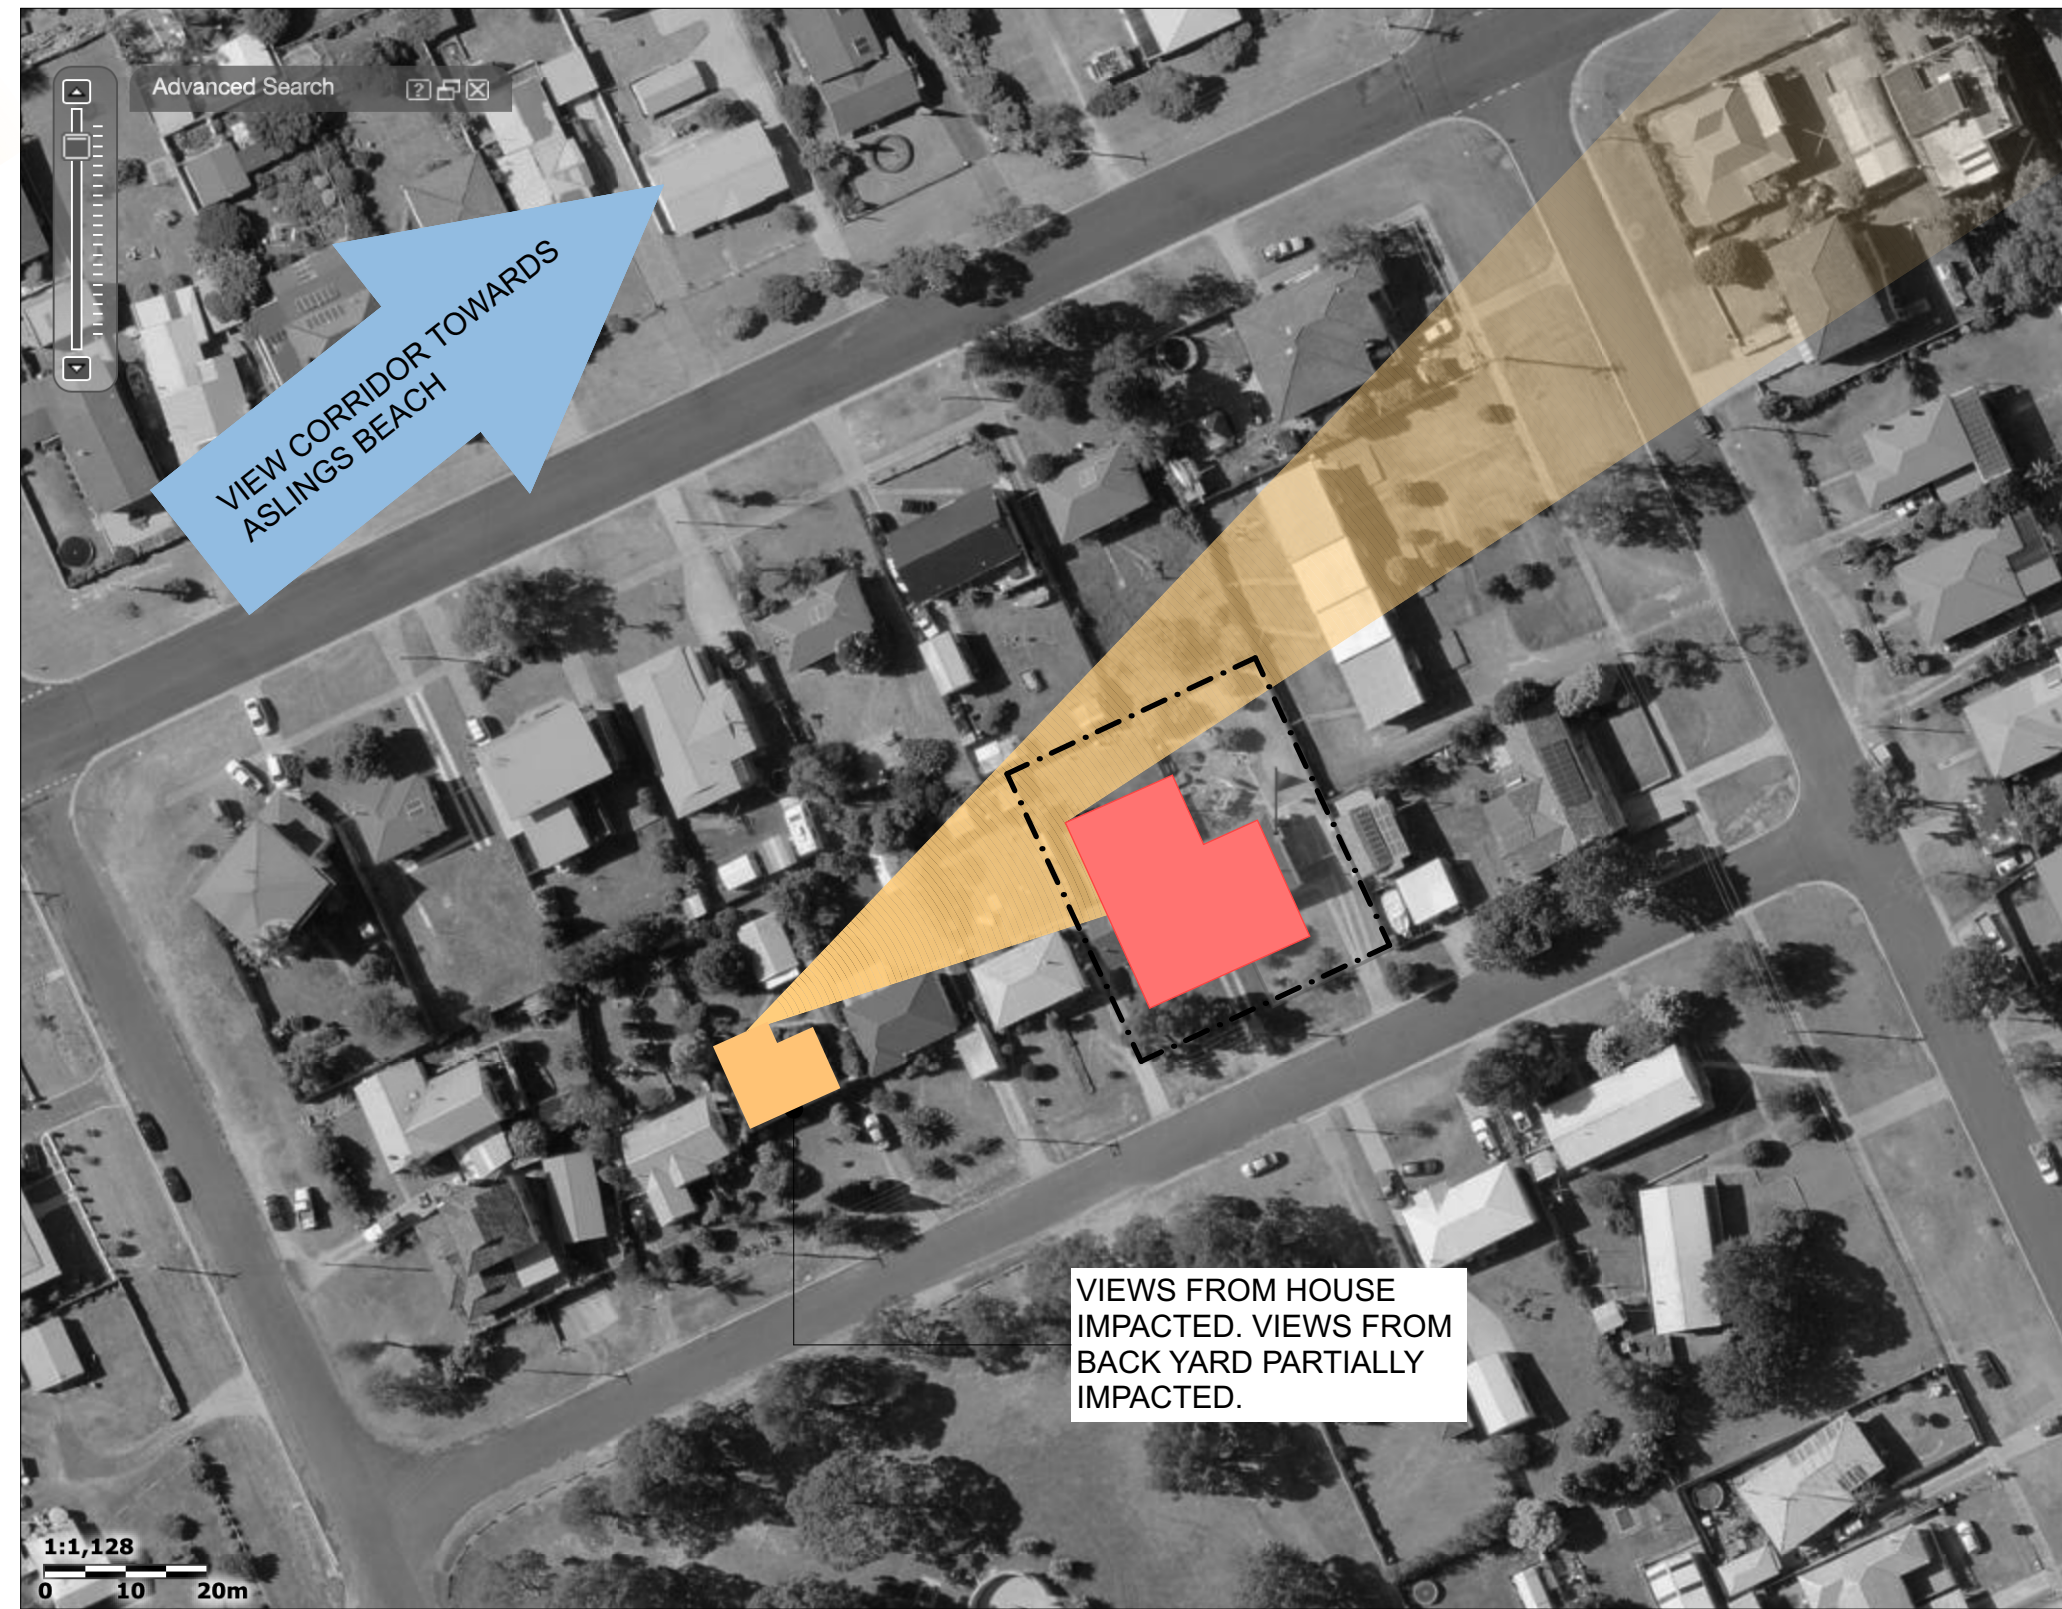 Advanced Search
VIEW CORRIDOR TOWARDS
ASLINGS BEACH
VIEWS FROM HOUSE
IMPACTED. VIEWS FROM
BACK YARD PARTIALLY
IMPACTED.
1:1,128
0 10 20m